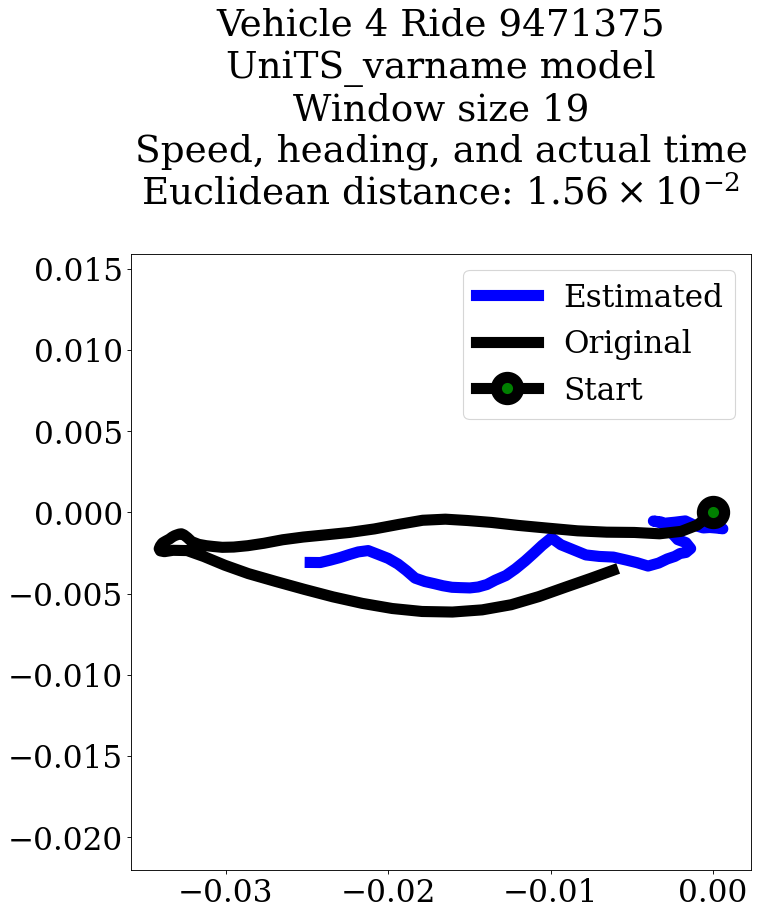 Vehicle 4 Ride 9471375
UniTS_varname model
Window size 19
Speed, heading, and actual time
Euclidean distance: 1.56 × 10⁻²
Estimated
Original
Start
0.015
0.010
0.005
0.000
−0.005
−0.010
−0.015
−0.020
−0.03 −0.02 −0.01 0.00